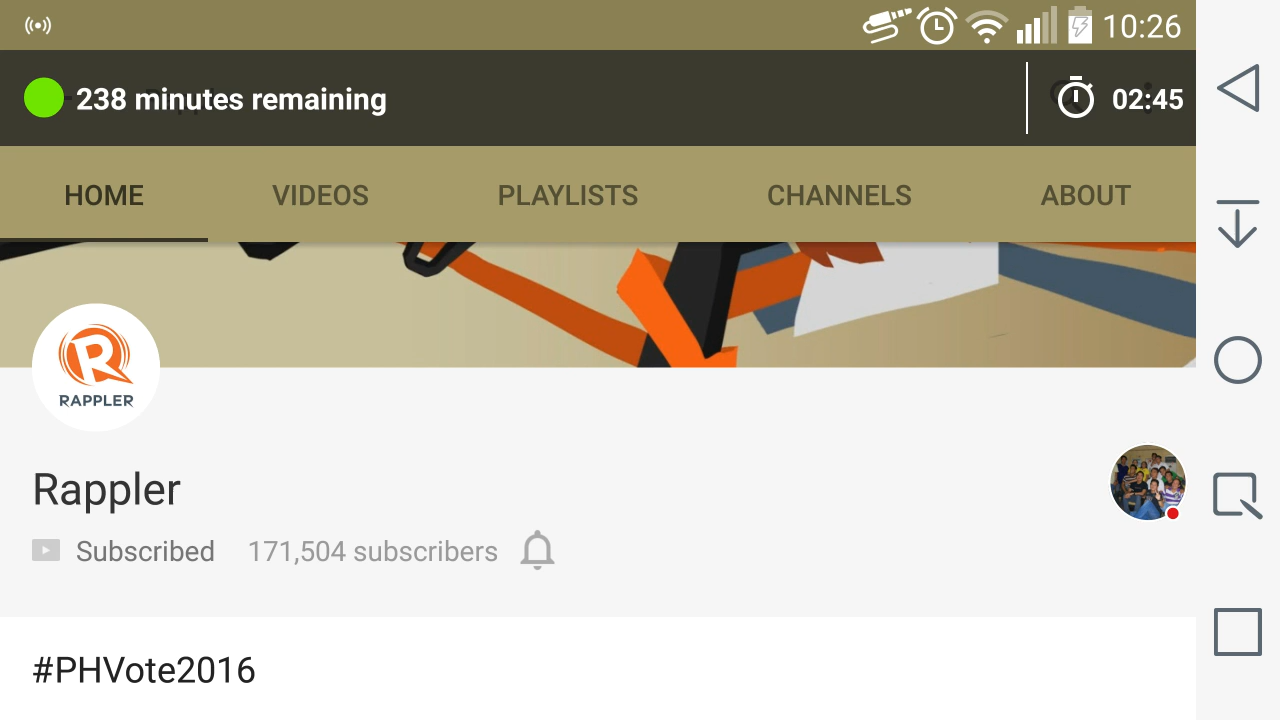 10:26
238 minutes remaining
02:45
HOME VIDEOS PLAYLISTS CHANNELS ABOUT
R
RAPPLER
Rappler
Subscribed 171,504 subscribers
#PHVote2016